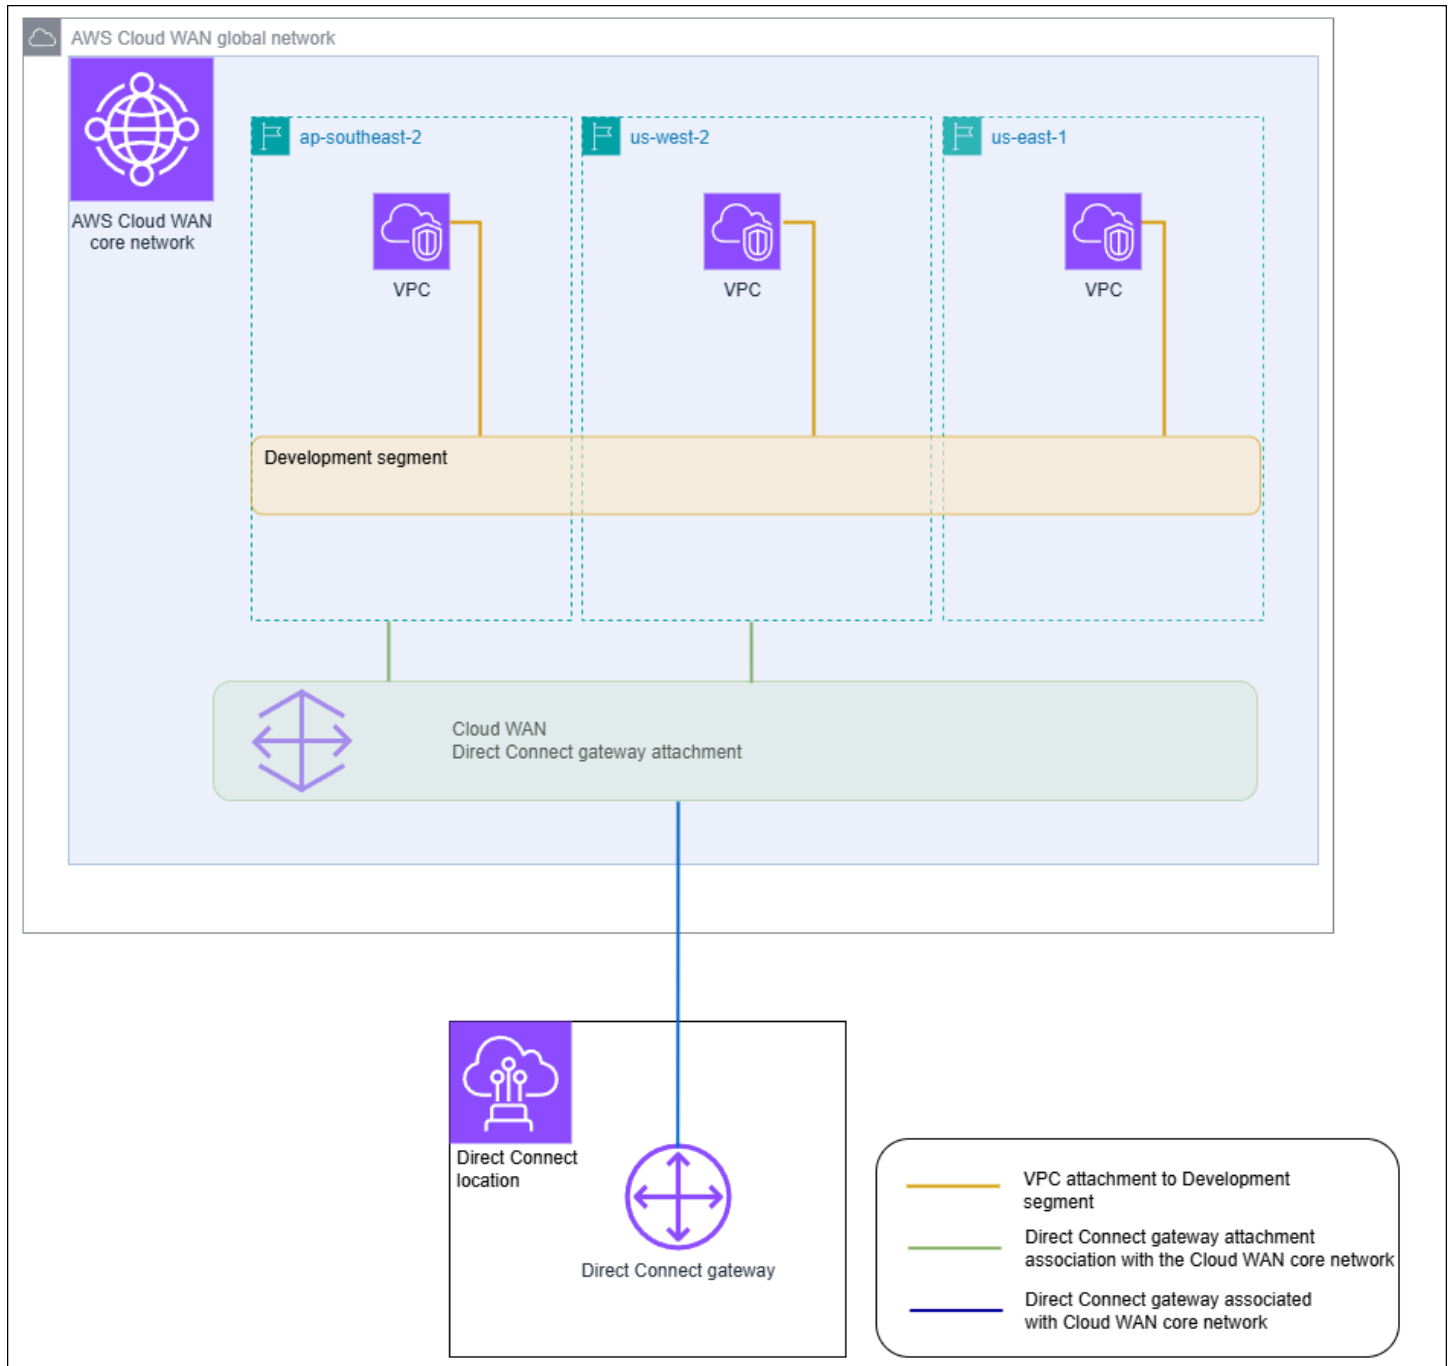 AWS Cloud WAN global network
AWS Cloud WAN
core network
ap-southeast-2
us-west-2
us-east-1
VPC
VPC
VPC
Development segment
Cloud WAN
Direct Connect gateway attachment
Direct Connect
location
Direct Connect gateway
VPC attachment to Development
segment
Direct Connect gateway attachment
association with the Cloud WAN core network
Direct Connect gateway associated
with Cloud WAN core network